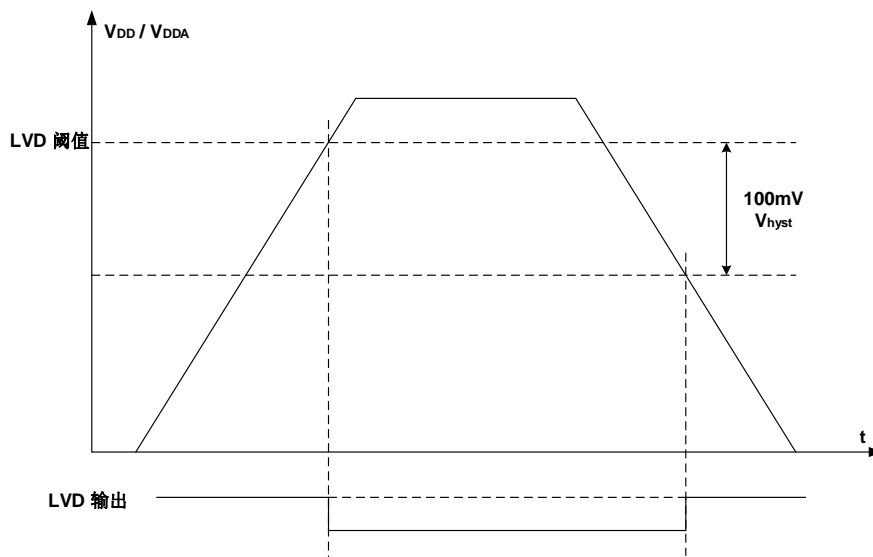 VDD / VDDA
LVD 阈值
100mV
Vhyst
t
LVD 输出